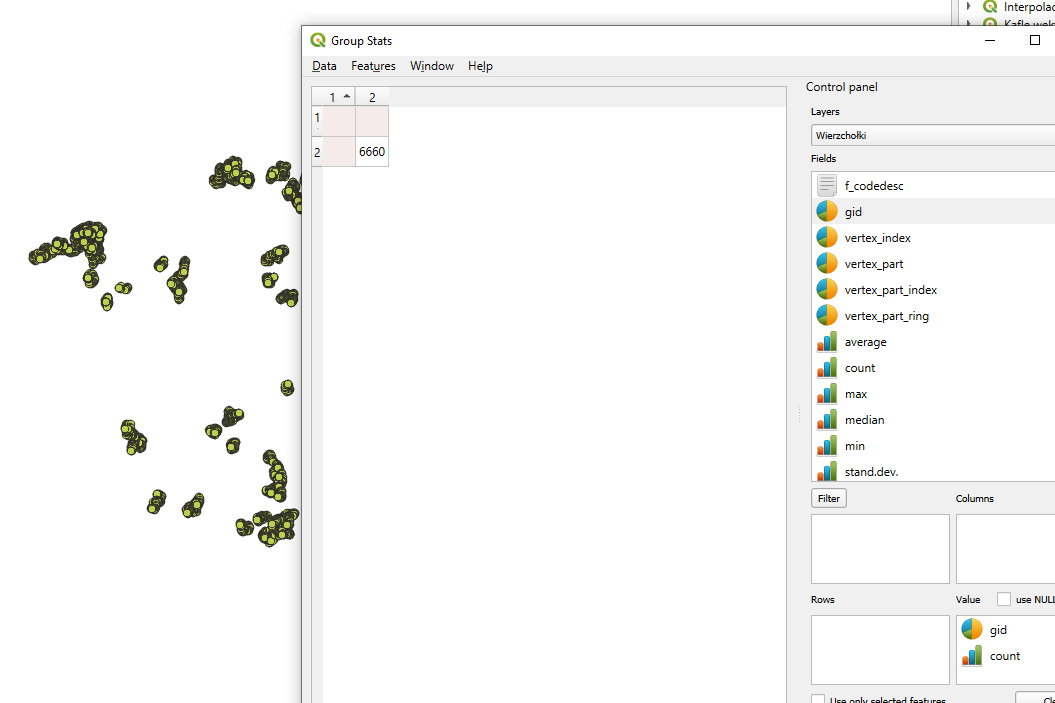 Interpolac
Kafle wek
Group Stats
Data Features Window Help
Control panel
1 2
1
2 6660
Layers
Wierzchołki
Fields
f_codedesc
gid
vertex_index
vertex_part
vertex_part_index
vertex_part_ring
average
count
max
median
min
stand.dev.
Filter Columns
Rows Value use NULL
gid
count
Use only selected features Cle